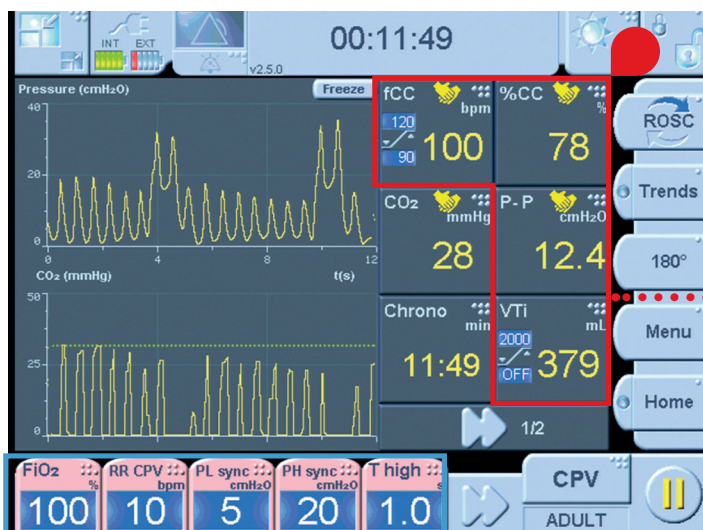 INT EXT
v2.5.0
00:11:49
Pressure (cmH₂O)
Freeze
40
20
0
0 4 8 12
CO₂ (mmHg)
t(s)
50
25
0
fCC
bpm
120
90
100
%CC
%
78
CO₂
mmHg
28
P-P
cmH₂O
12.4
Chrono
min
11:49
VTi
mL
2000
OFF
379
1/2
ROSC
Trends
180°
Menu
Home
FiO₂
%
100
RR CPV
bpm
10
PL sync
cmH₂O
5
PH sync
cmH₂O
20
T high
s
1.0
CPV
ADULT